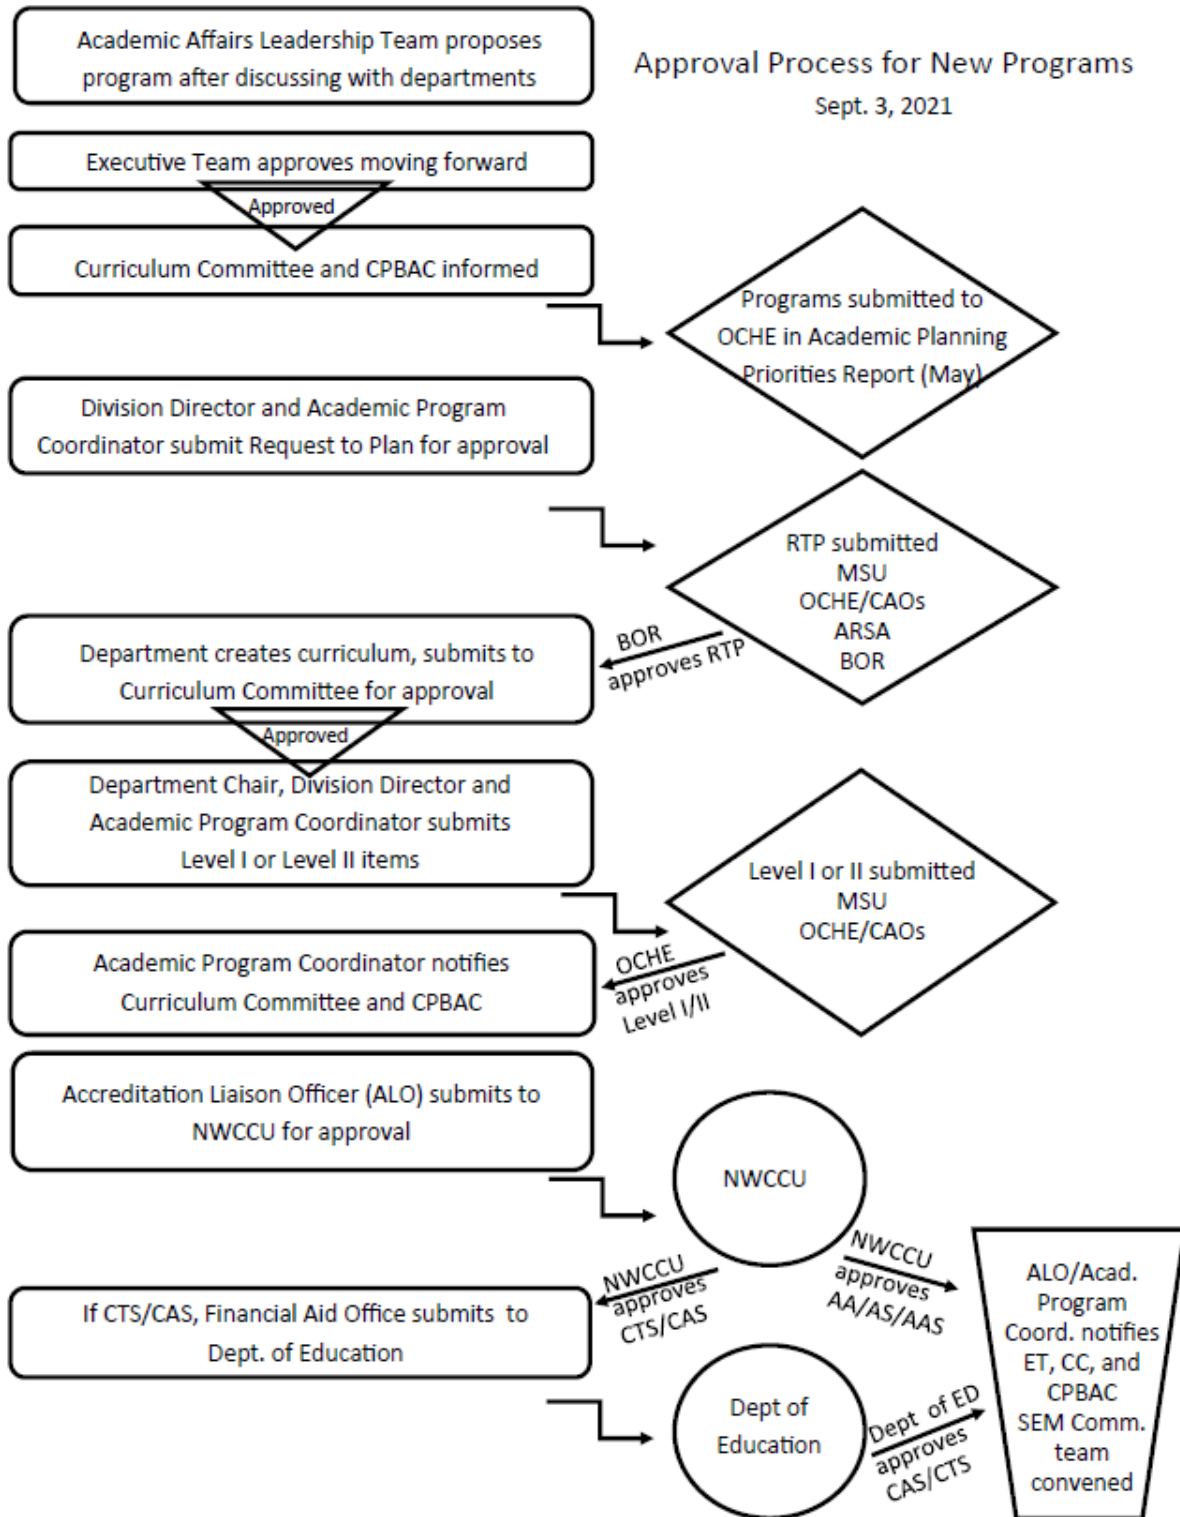 Academic Affairs Leadership Team proposes
program after discussing with departments
Approval Process for New Programs
Sept. 3, 2021
Executive Team approves moving forward
Approved
Curriculum Committee and CPBAC informed
Programs submitted to
OCHE in Academic Planning
Priorities Report (May)
Division Director and Academic Program
Coordinator submit Request to Plan for approval
RTP submitted
MSU
OCHE/CAOs
ARSA
BOR
BOR
approves RTP
Department creates curriculum, submits to
Curriculum Committee for approval
Approved
Department Chair, Division Director and
Academic Program Coordinator submits
Level I or Level II items
Level I or II submitted
MSU
OCHE/CAOs
OCHE
approves
Level I/II
Academic Program Coordinator notifies
Curriculum Committee and CPBAC
Accreditation Liaison Officer (ALO) submits to
NWCCU for approval
NWCCU
NWCCU
approves
CTS/CAS
NWCCU
approves
AA/AS/AAS
If CTS/CAS, Financial Aid Office submits to
Dept. of Education
Dept of
Education
Dept of ED
approves
CAS/CTS
ALO/Acad.
Program
Coord. notifies
ET, CC, and
CPBAC
SEM Comm.
team
convened